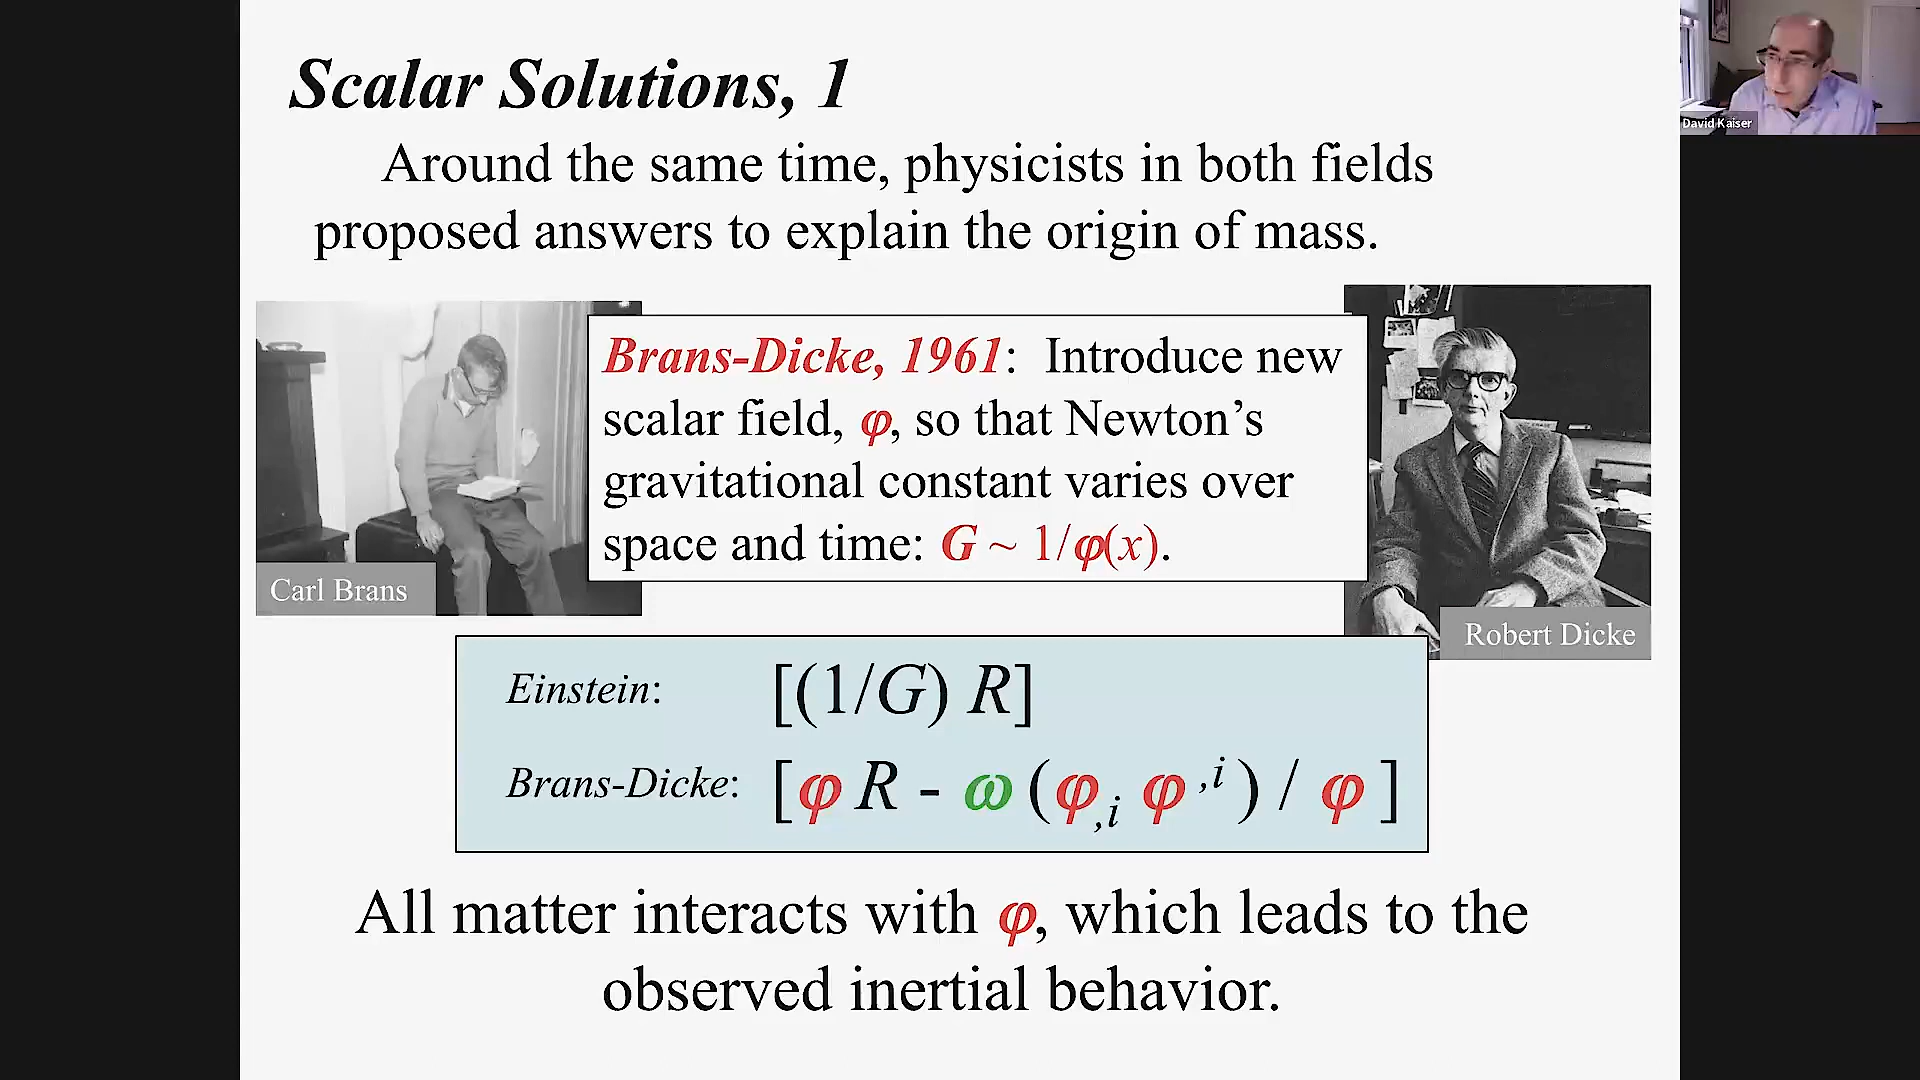 Scalar Solutions, 1
David Kaiser
Around the same time, physicists in both fields
proposed answers to explain the origin of mass.
Brans-Dicke, 1961: Introduce new
scalar field, φ, so that Newton’s
gravitational constant varies over
space and time: G ~ 1/φ(x).
Carl Brans
Robert Dicke
Einstein: [(1/G) R]
Brans-Dicke: [φ R - ω (φ,i φ ,i ) / φ ]
All matter interacts with φ, which leads to the
observed inertial behavior.